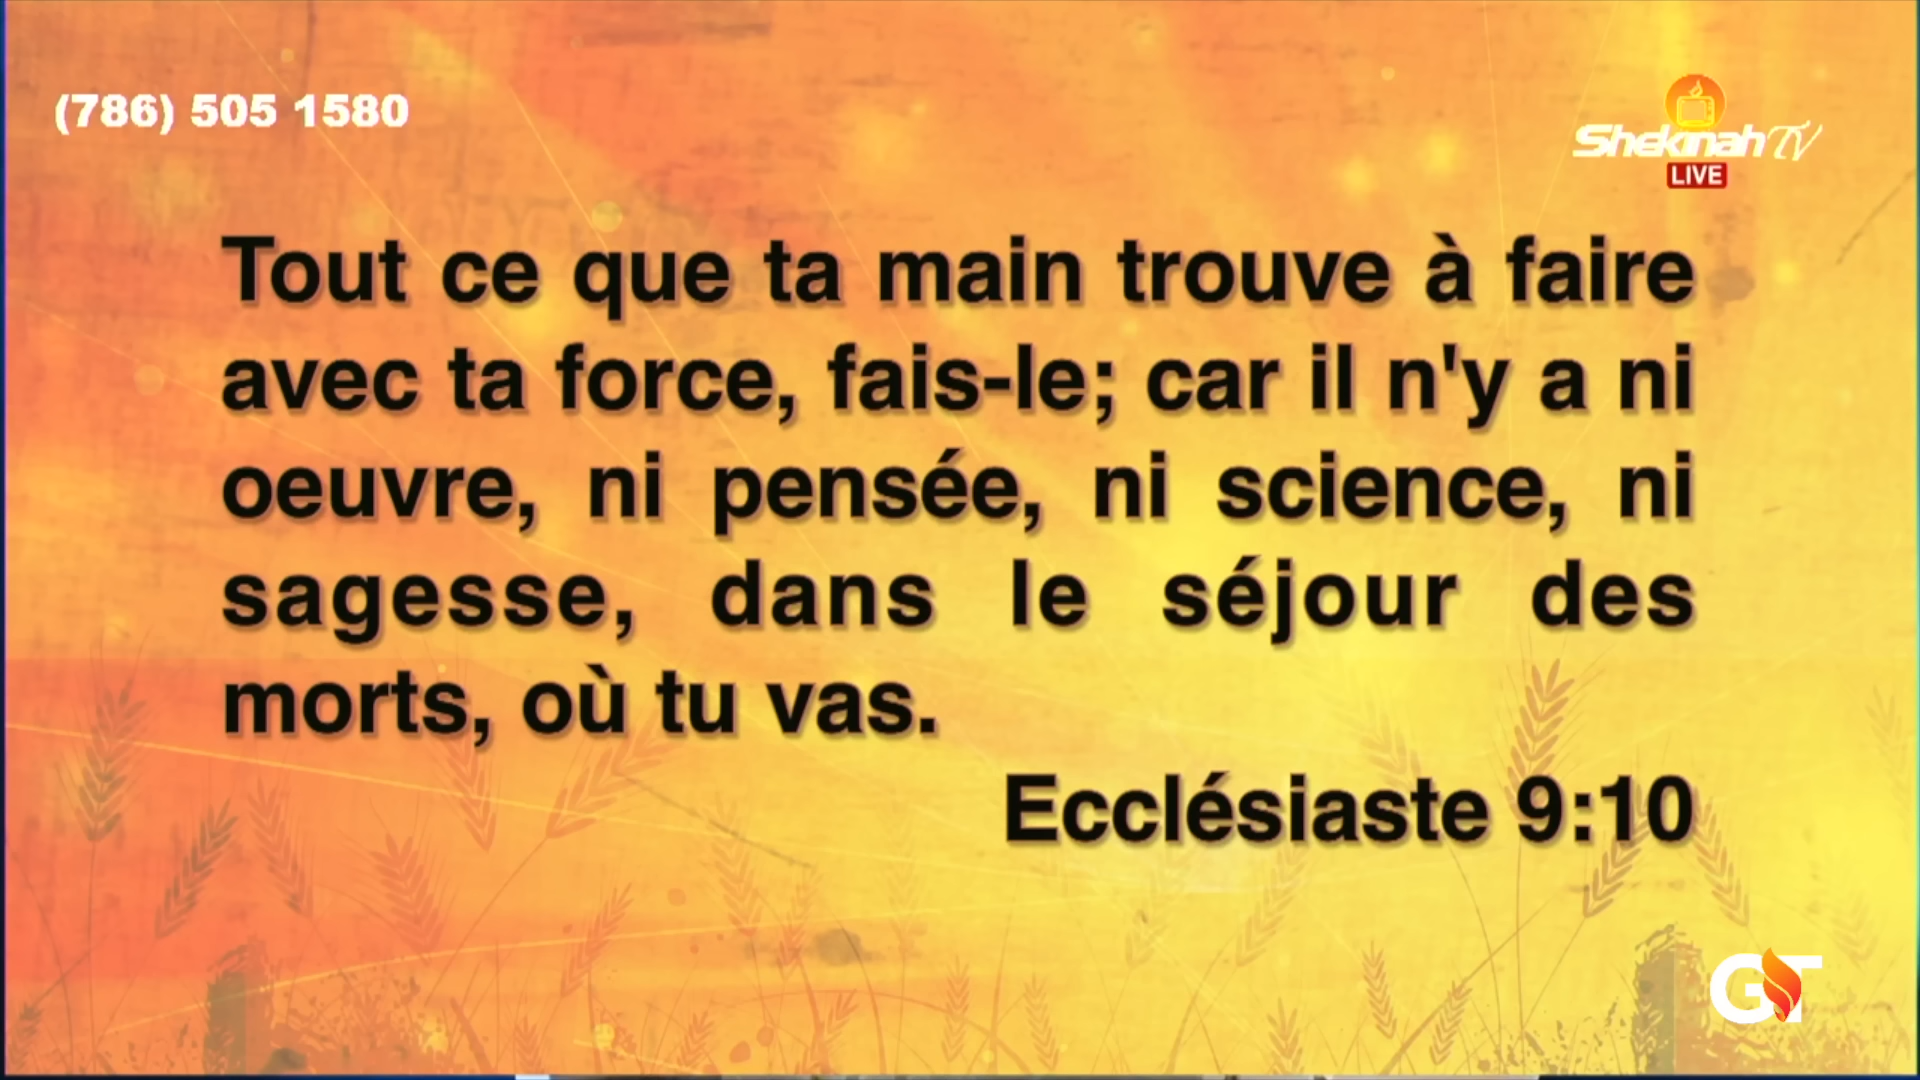 (786) 505 1580
Shekinah TV
LIVE
Tout ce que ta main trouve à faire
avec ta force, fais-le; car il n'y a ni
oeuvre, ni pensée, ni science, ni
sagesse, dans le séjour des
morts, où tu vas.
Ecclésiaste 9:10
GT